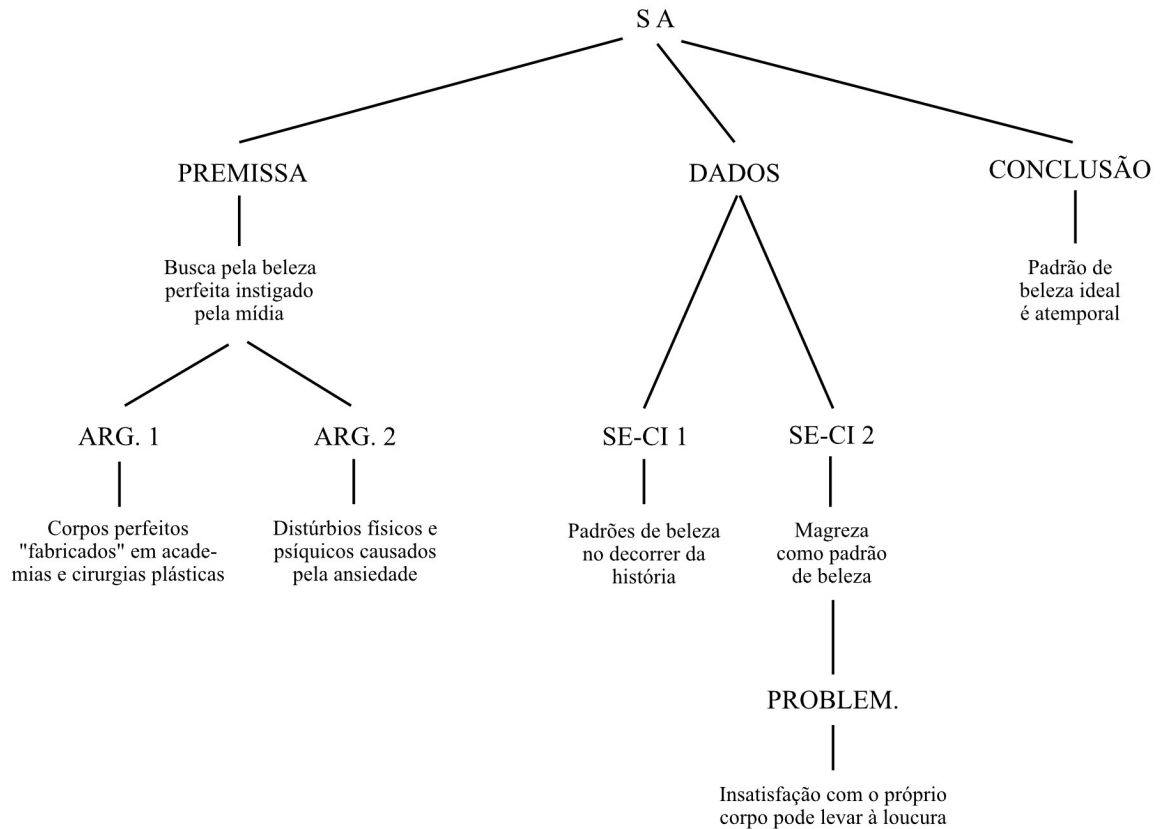 S A
PREMISSA
DADOS
CONCLUSÃO
Busca pela beleza
perfeita instigado
pela mídia
Padrão de
beleza ideal
é atemporal
ARG. 1
ARG. 2
SE-CI 1
SE-CI 2
Corpos perfeitos
"fabricados" em acade-
mias e cirurgias plásticas
Distúrbios físicos e
psíquicos causados
pela ansiedade
Padrões de beleza
no decorrer da
história
Magreza
como padrão
de beleza
PROBLEM.
Insatisfação com o próprio
corpo pode levar à loucura